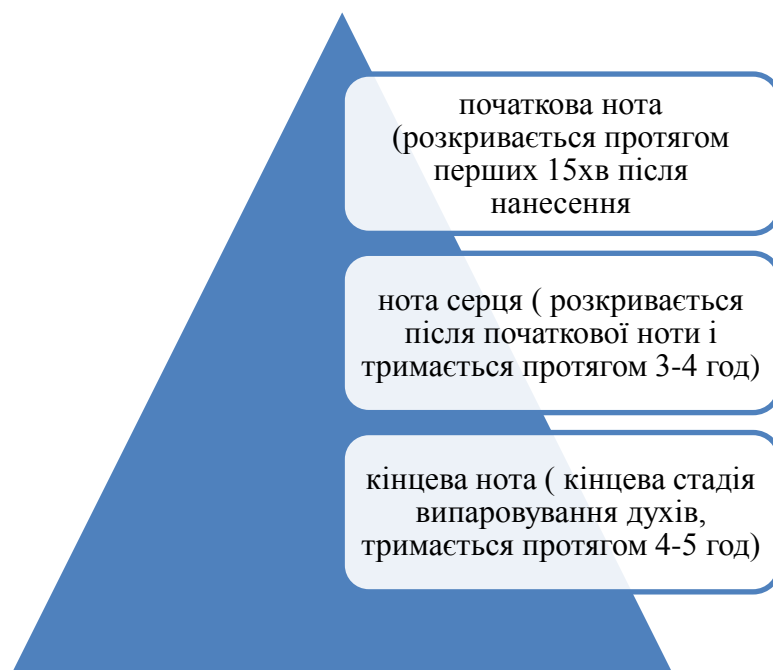 початкова нота
(розкривається протягом
перших 15хв після
нанесення
нота серця ( розкривається
після початкової ноти і
тримається протягом 3-4 год)
кінцева нота ( кінцева стадія
випаровування духів,
тримається протягом 4-5 год)